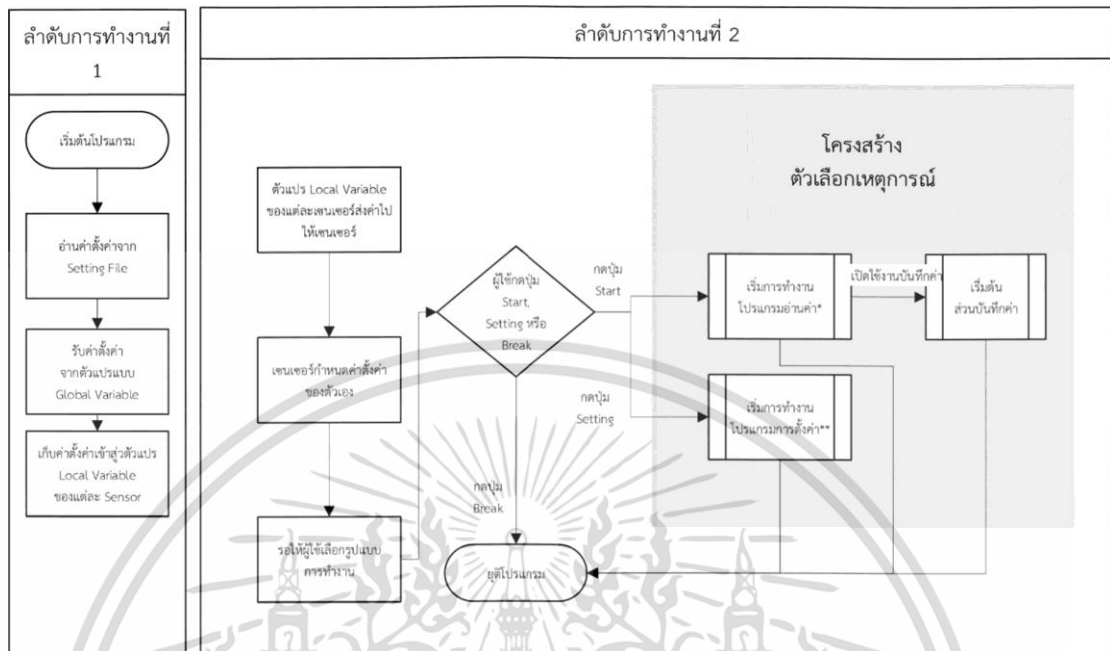 ลำดับการทำงานที่
1
เริ่มต้นโปรแกรม
อ่านค่าตั้งค่าจาก
Setting File
รับค่าตั้งค่า
จากตัวแปรแบบ
Global Variable
เก็บค่าตั้งค่าเข้าสู่วตัวแปร
Local Variable
ของแต่ละ Sensor
ลำดับการทำงานที่ 2
ตัวแปร Local Variable
ของแต่ละเซนเซอร์ส่งค่าไป
ให้เซนเซอร์
เซนเซอร์กำหนดค่าตั้งค่า
ของตัวเอง
รอให้ผู้ใช้เลือกรูปแบบ
การทำงาน
ผู้ใช้กดปุ่ม
Start,
Setting หรือ
Break
กดปุ่ม
Start
กดปุ่ม
Setting
กดปุ่ม
Break
ยุติโปรแกรม
โครงสร้าง
ตัวเลือกเหตุการณ์
เริ่มการทำงาน
โปรแกรมอ่านค่า*
เปิดใช้งานบันทึกค่า
เริ่มต้น
ส่วนบันทึกค่า
เริ่มการทำงาน
โปรแกรมการตั้งค่า**